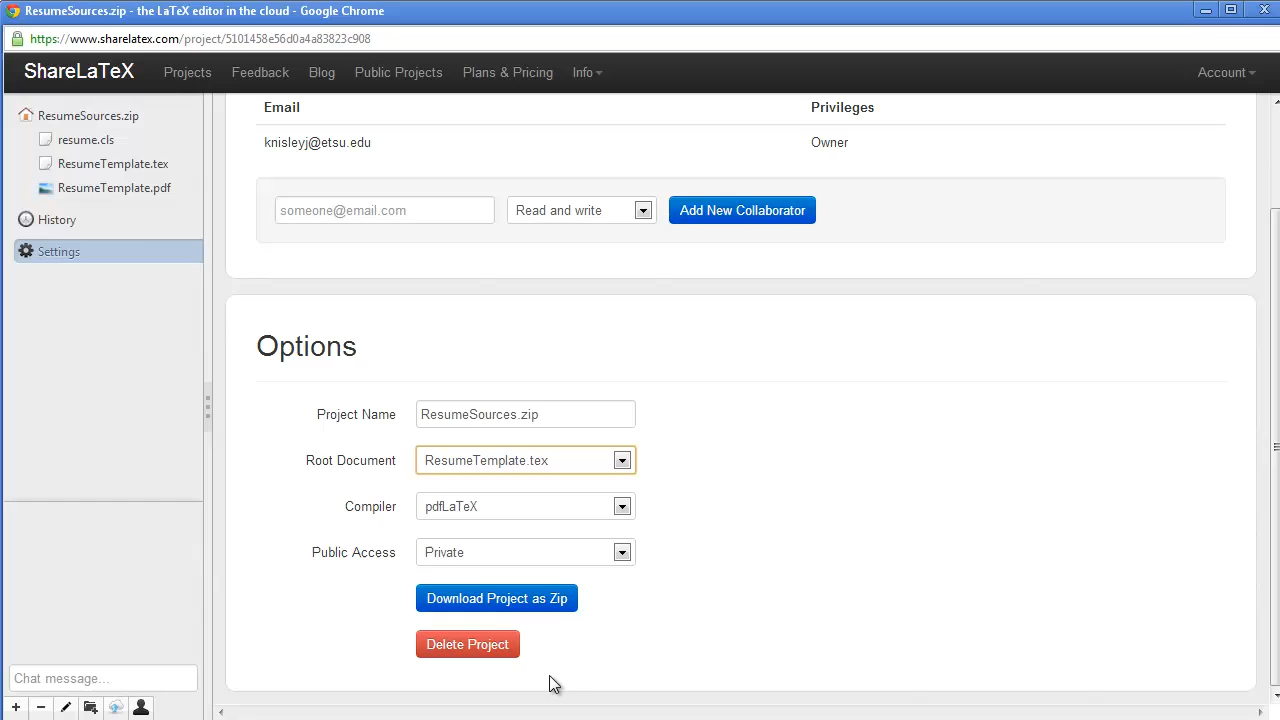 ResumeSources.zip - the LaTeX editor in the cloud - Google Chrome
https://www.sharelatex.com/project/5101458e56d0a4a83823c908
ShareLaTeX Projects Feedback Blog Public Projects Plans & Pricing Info Account
ResumeSources.zip
resume.cls
ResumeTemplate.tex
ResumeTemplate.pdf
History
Settings
Email Privileges
knisleyj@etsu.edu Owner
someone@email.com Read and write Add New Collaborator
Options
Project Name ResumeSources.zip
Root Document ResumeTemplate.tex
Compiler pdfLaTeX
Public Access Private
Download Project as Zip
Delete Project
Chat message...